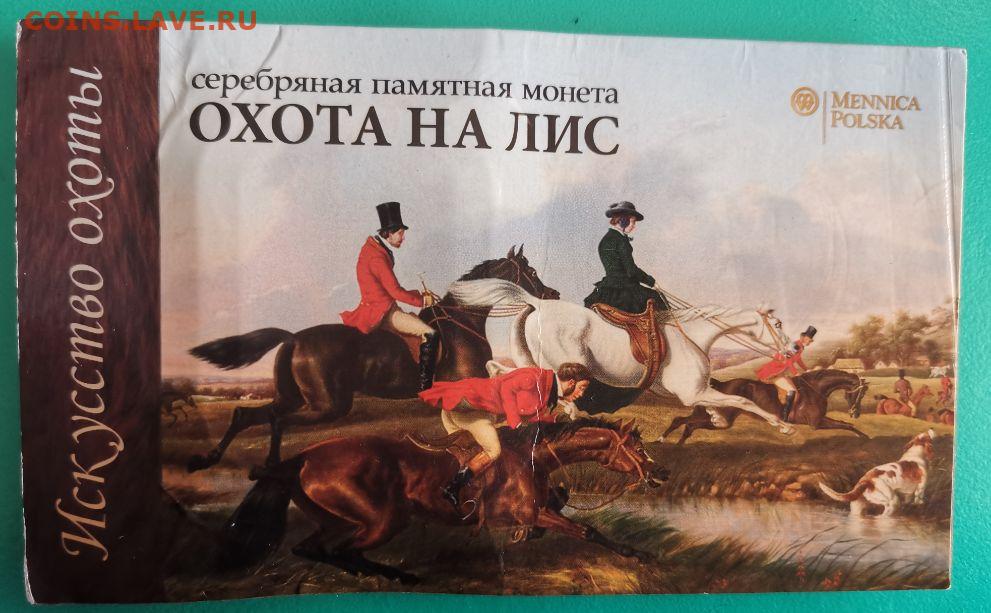 COINS.LAVE.RU
Искусство охоты
серебряная памятная монета
ОХОТА НА ЛИС
MENNICA
POLSKA